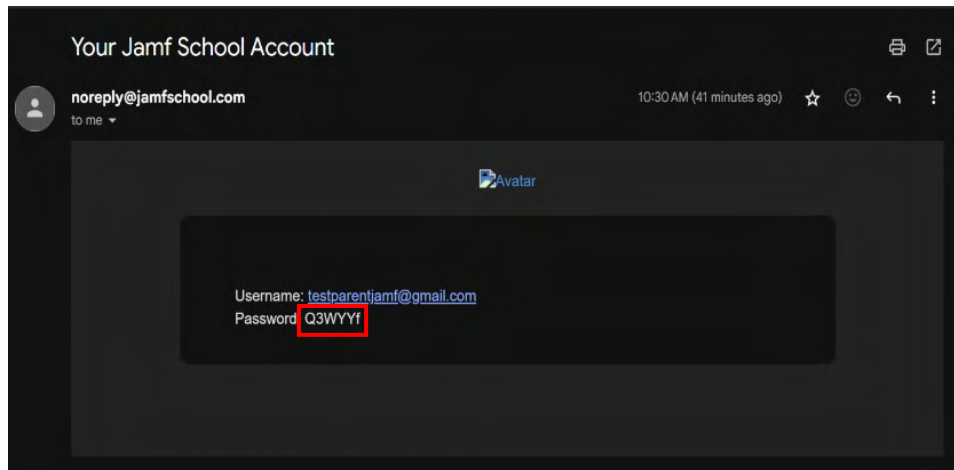 Your Jamf School Account
noreply@jamfschool.com
10:30 AM (41 minutes ago)
to me
Avatar
Username: testparentjamf@gmail.com
Password: Q3WYYf